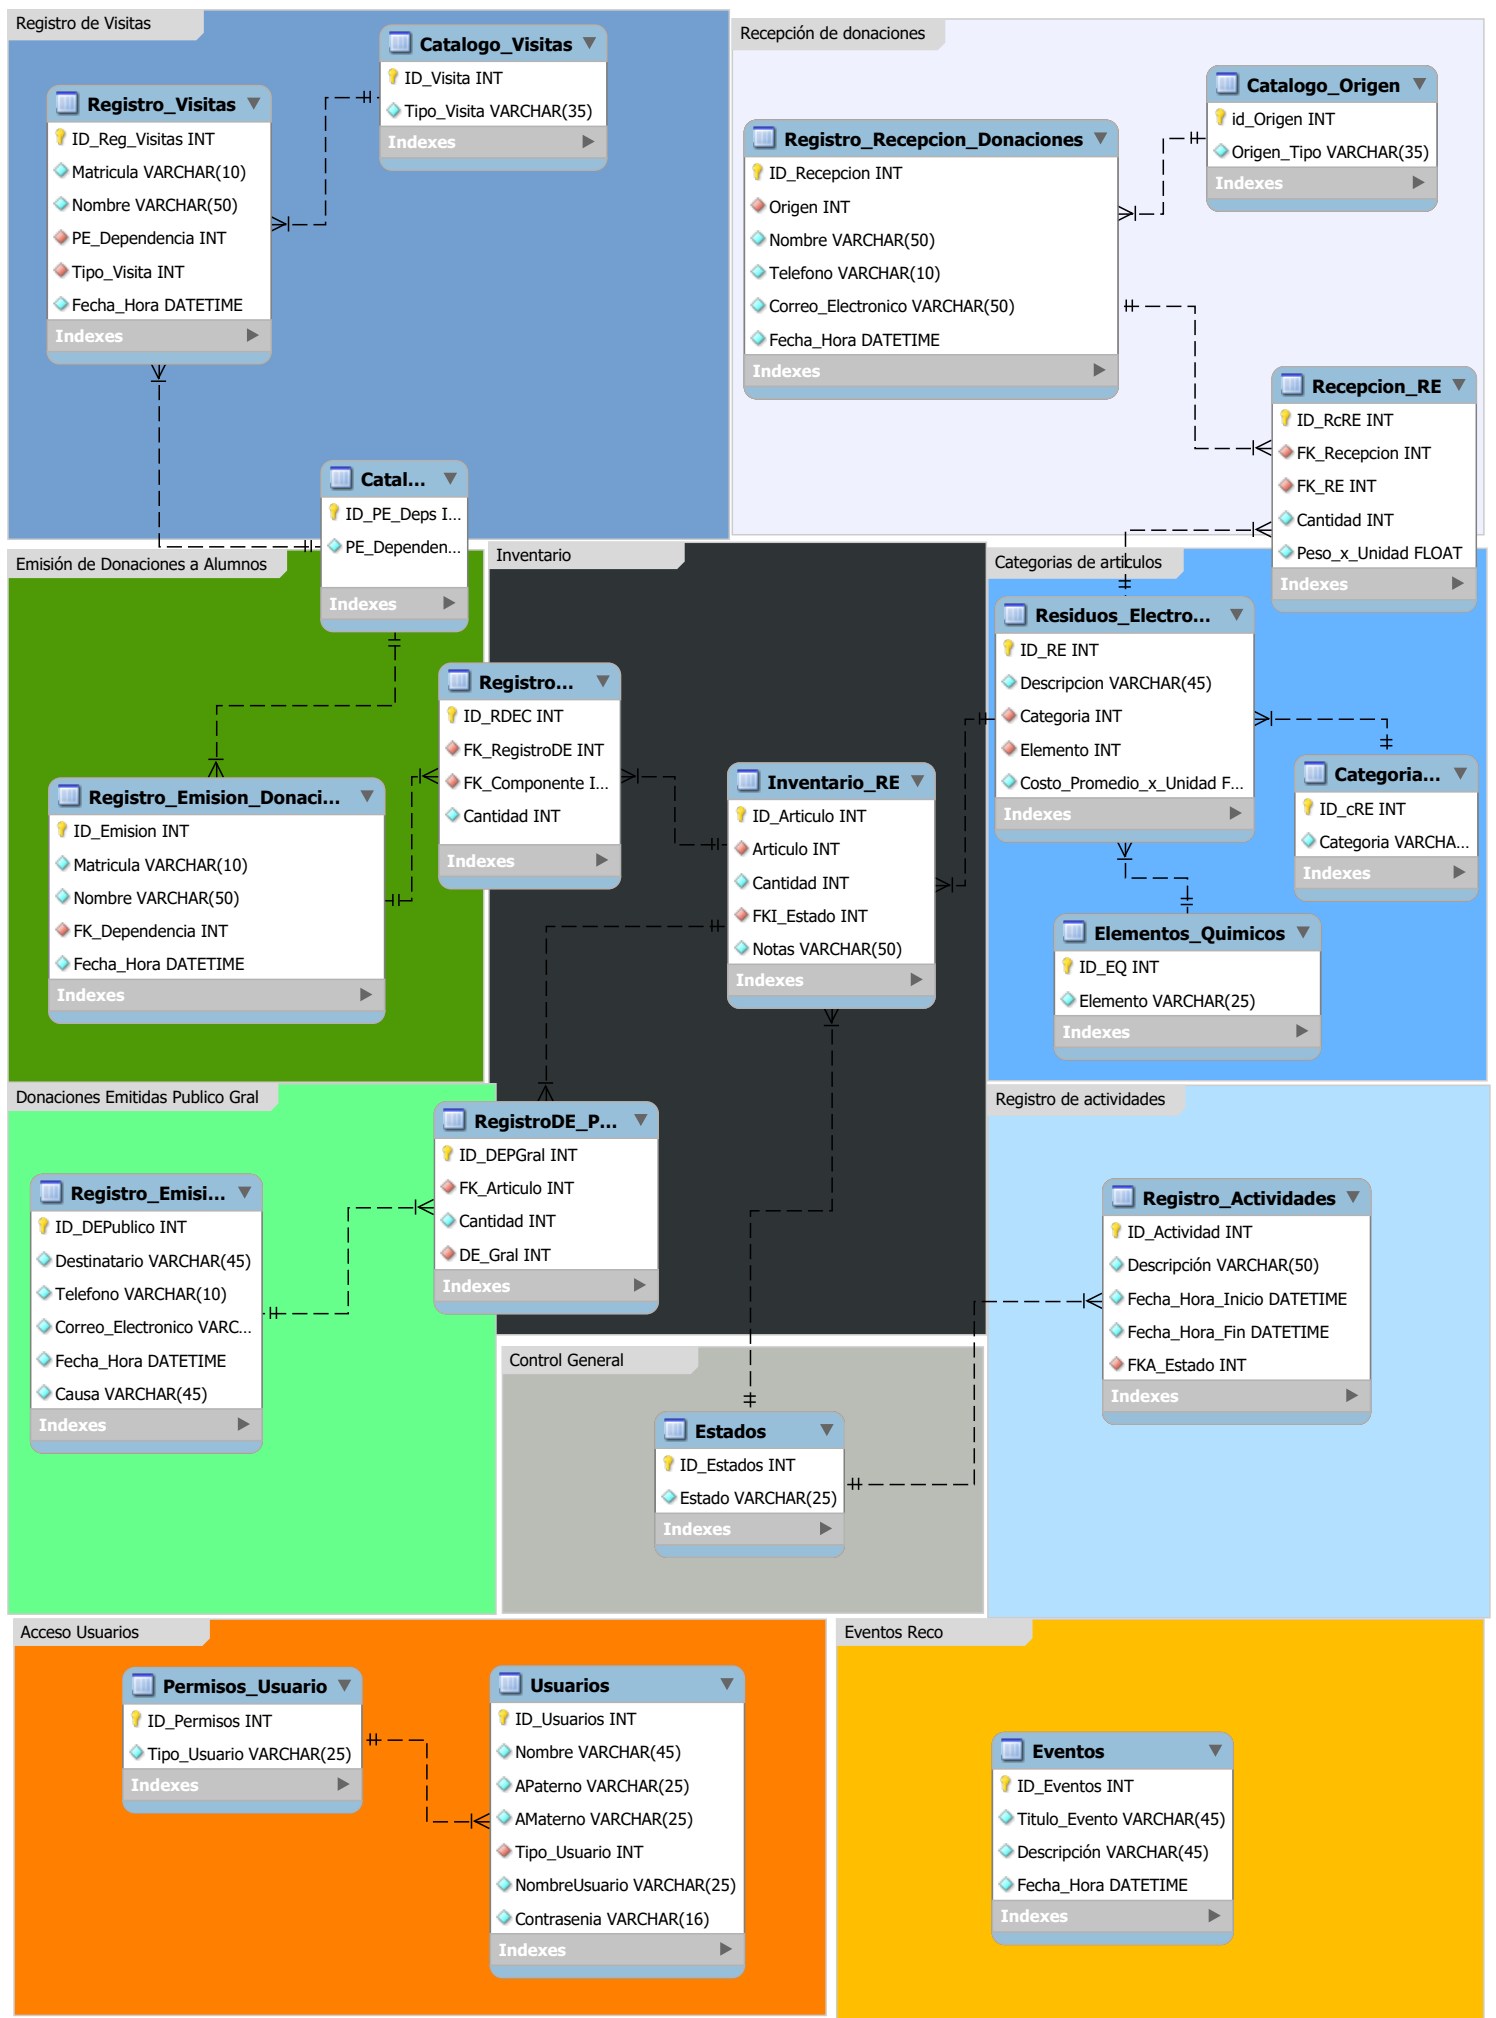 Registro de Visitas
Catalogo_Visitas
ID_Visita INT
Tipo_Visita VARCHAR(35)
Indexes
Registro_Visitas
ID_Reg_Visitas INT
Matricula VARCHAR(10)
Nombre VARCHAR(50)
PE_Dependencia INT
Tipo_Visita INT
Fecha_Hora DATETIME
Indexes
Recepción de donaciones
Catalogo_Origen
id_Origen INT
Origen_Tipo VARCHAR(35)
Indexes
Registro_Recepcion_Donaciones
ID_Recepcion INT
Origen INT
Nombre VARCHAR(50)
Telefono VARCHAR(10)
Correo_Electronico VARCHAR(50)
Fecha_Hora DATETIME
Indexes
Recepcion_RE
ID_RcRE INT
FK_Recepcion INT
FK_RE INT
Cantidad INT
Peso_x_Unidad FLOAT
Indexes
Catal...
ID_PE_Deps I...
PE_Dependen...
Indexes
Emisión de Donaciones a Alumnos
Registro_Emision_Donaci...
ID_Emision INT
Matricula VARCHAR(10)
Nombre VARCHAR(50)
FK_Dependencia INT
Fecha_Hora DATETIME
Indexes
Inventario
Registro...
ID_RDEC INT
FK_RegistroDE INT
FK_Componente I...
Cantidad INT
Indexes
Inventario_RE
ID_Articulo INT
Articulo INT
Cantidad INT
FKI_Estado INT
Notas VARCHAR(50)
Indexes
Categorias de articulos
Residuos_Electro...
ID_RE INT
Descripcion VARCHAR(45)
Categoria INT
Elemento INT
Costo_Promedio_x_Unidad F...
Indexes
Categoria...
ID_cRE INT
Categoria VARCHA...
Indexes
Elementos_Quimicos
ID_EQ INT
Elemento VARCHAR(25)
Indexes
Donaciones Emitidas Publico Gral
RegistroDE_P...
ID_DEPGral INT
FK_Articulo INT
Cantidad INT
DE_Gral INT
Indexes
Registro_Emisi...
ID_DEPublico INT
Destinatario VARCHAR(45)
Telefono VARCHAR(10)
Correo_Electronico VARC...
Fecha_Hora DATETIME
Causa VARCHAR(45)
Indexes
Registro de actividades
Registro_Actividades
ID_Actividad INT
Descripción VARCHAR(50)
Fecha_Hora_Inicio DATETIME
Fecha_Hora_Fin DATETIME
FKA_Estado INT
Indexes
Control General
Estados
ID_Estados INT
Estado VARCHAR(25)
Indexes
Acceso Usuarios
Permisos_Usuario
ID_Permisos INT
Tipo_Usuario VARCHAR(25)
Indexes
Usuarios
ID_Usuarios INT
Nombre VARCHAR(45)
APaterno VARCHAR(25)
AMaterno VARCHAR(25)
Tipo_Usuario INT
NombreUsuario VARCHAR(25)
Contrasenia VARCHAR(16)
Indexes
Eventos Reco
Eventos
ID_Eventos INT
Titulo_Evento VARCHAR(45)
Descripción VARCHAR(45)
Fecha_Hora DATETIME
Indexes